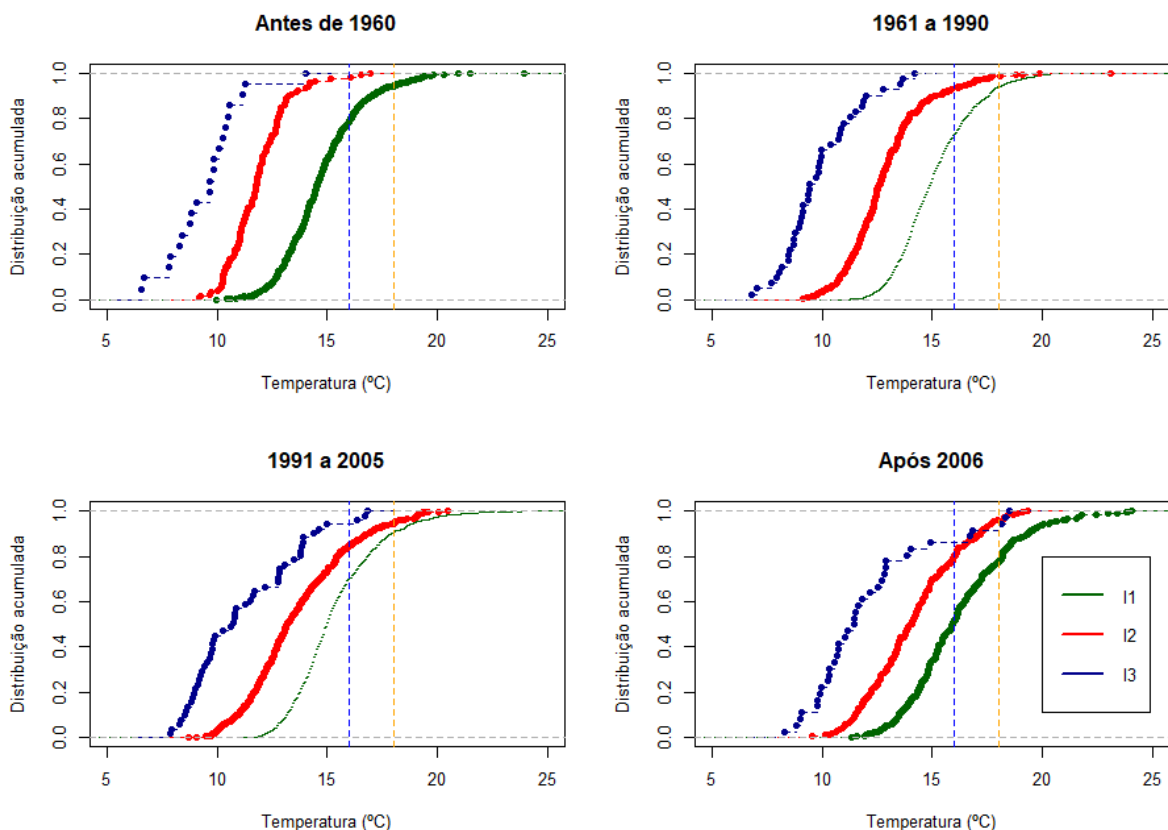 Antes de 1960
Distribuição acumulada
0.0 0.2 0.4 0.6 0.8 1.0
5 10 15 20 25
Temperatura (ºC)
1961 a 1990
Distribuição acumulada
0.0 0.2 0.4 0.6 0.8 1.0
5 10 15 20 25
Temperatura (ºC)
1991 a 2005
Distribuição acumulada
0.0 0.2 0.4 0.6 0.8 1.0
5 10 15 20 25
Temperatura (ºC)
Após 2006
Distribuição acumulada
0.0 0.2 0.4 0.6 0.8 1.0
5 10 15 20 25
Temperatura (ºC)
I1
I2
I3